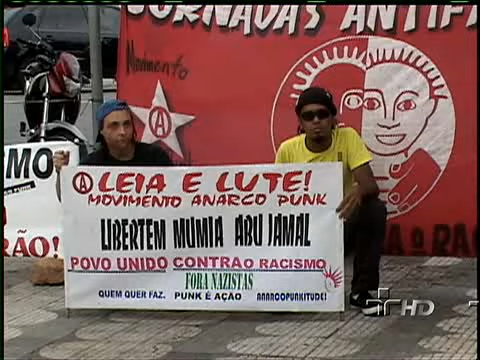 JORNADAS ANTIF
Movimento
A
MO
RÃO!
A LEIA E LUTE!
MOVIMENTO ANARCO PUNK
LIBERTEM MUMIA ABU JAMAL
POVO UNIDO CONTRA O RACISMO
FORA NAZISTAS
QUEM QUER FAZ. PUNK É AÇÃO ANARCOPUNKITUDE!
A O RA
HD